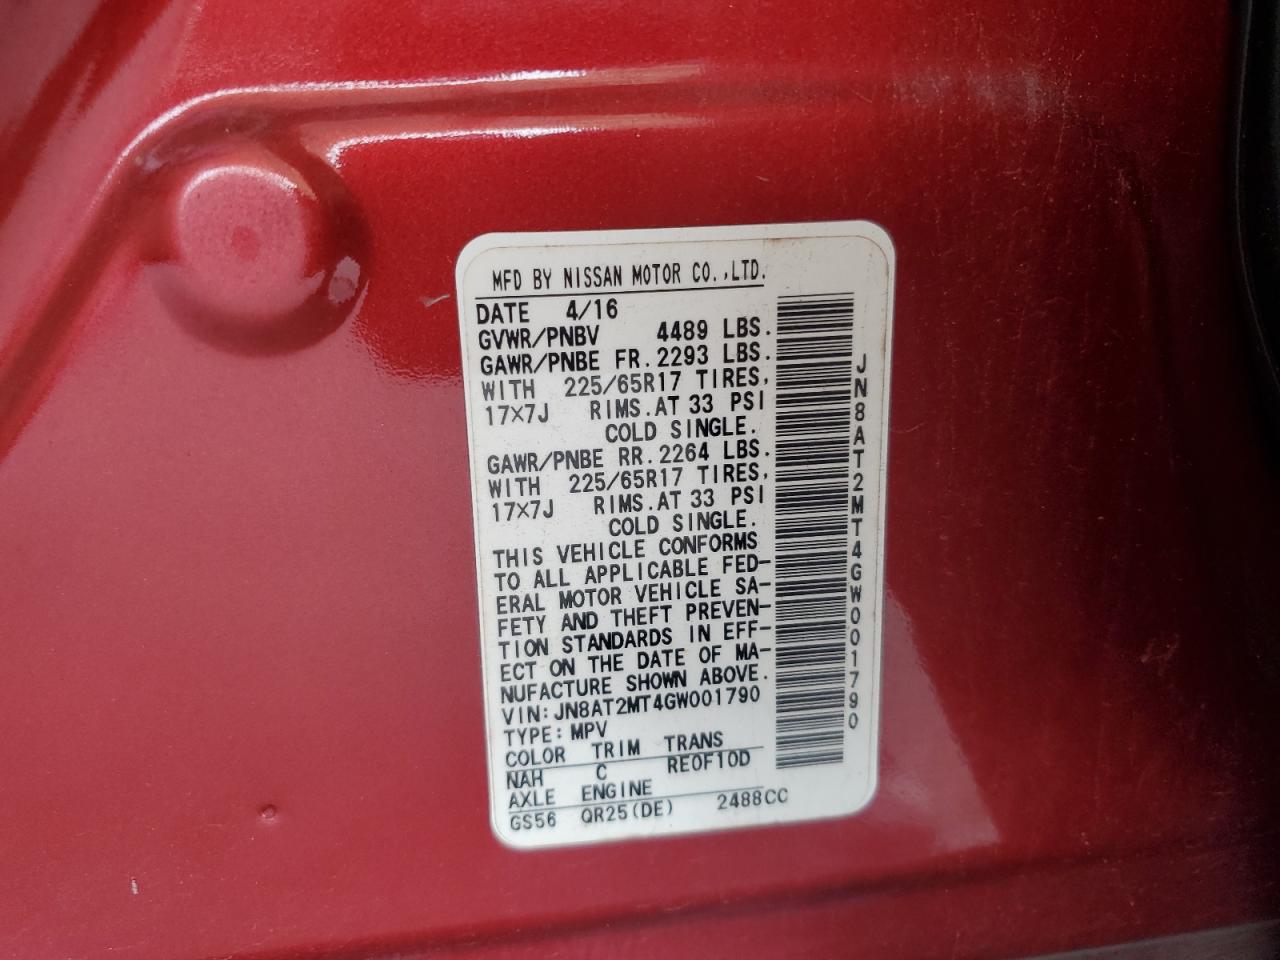 MFD BY NISSAN MOTOR CO.,LTD.
DATE 4/16
GVWR/PNBV 4489 LBS.
GAWR/PNBE FR.2293 LBS.
WITH 225/65R17 TIRES,
17X7J RIMS.AT 33 PSI
COLD SINGLE.
GAWR/PNBE RR.2264 LBS.
WITH 225/65R17 TIRES,
17X7J RIMS.AT 33 PSI
COLD SINGLE.
THIS VEHICLE CONFORMS
TO ALL APPLICABLE FED-
ERAL MOTOR VEHICLE SA-
FETY AND THEFT PREVEN-
TION STANDARDS IN EFF-
ECT ON THE DATE OF MA-
NUFACTURE SHOWN ABOVE.
VIN:JN8AT2MT4GW001790
TYPE:MPV
COLOR TRIM TRANS
NAH C RE0F10D
AXLE ENGINE
GS56 QR25(DE) 2488CC
JN8AT2MT4GW001790